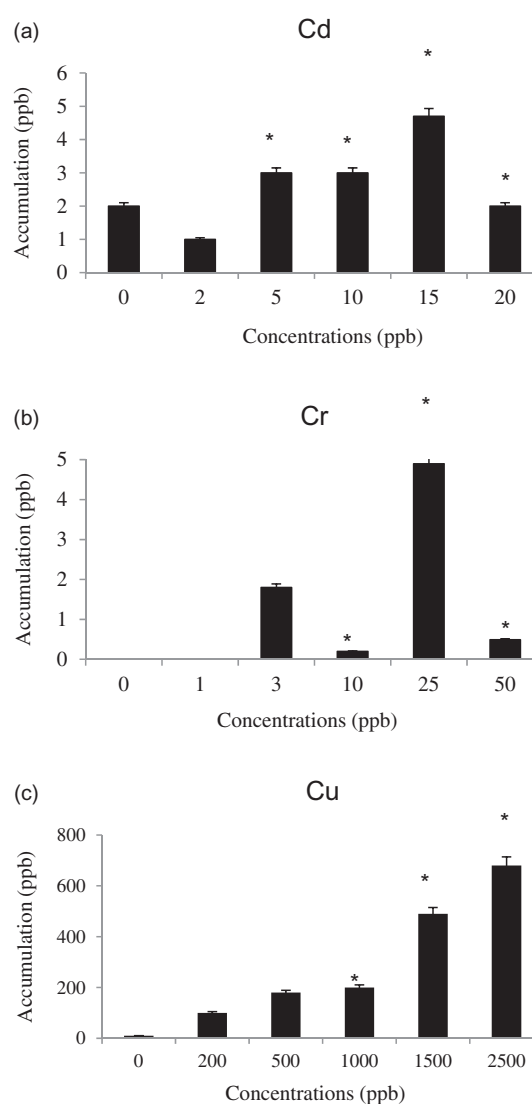 (a)
Cd
Accumulation (ppb)
6
5
4
3
2
1
0
*
*
*
*
0 2 5 10 15 20
Concentrations (ppb)
(b)
Cr
Accumulation (ppb)
5
4
3
2
1
0
*
*
*
0 1 3 10 25 50
Concentrations (ppb)
(c)
Cu
Accumulation (ppb)
800
600
400
200
0
*
*
*
0 200 500 1000 1500 2500
Concentrations (ppb)